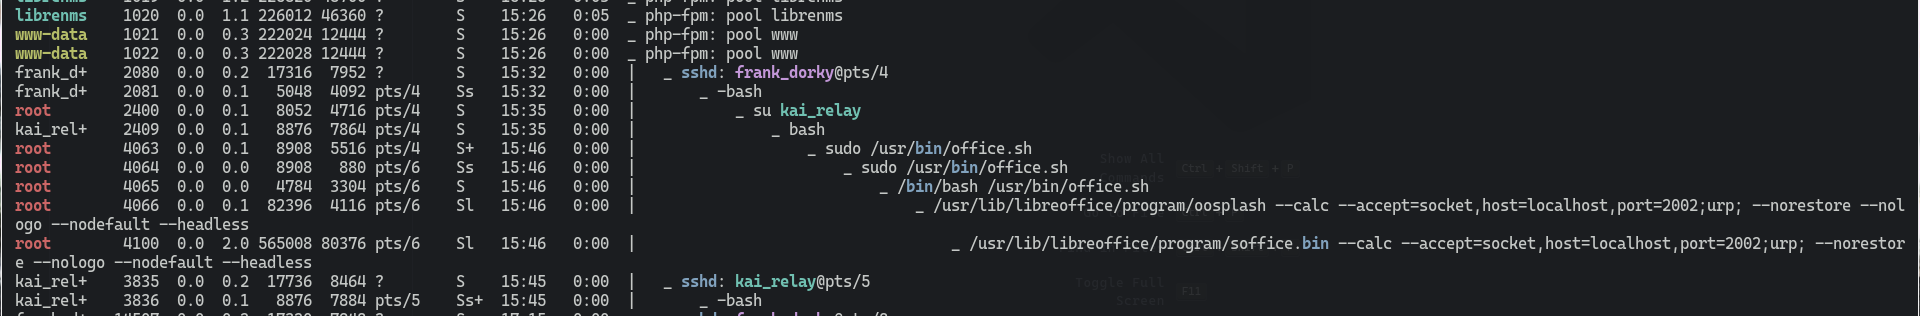 librenms    1020  0.0  1.1 226012 46360 ?        S    15:26   0:05  _ php-fpm: pool librenms
www-data    1021  0.0  0.3 222024 12444 ?        S    15:26   0:00  _ php-fpm: pool www
www-data    1022  0.0  0.3 222028 12444 ?        S    15:26   0:00  _ php-fpm: pool www
frank_d+    2080  0.0  0.2  17316  7952 ?        S    15:32   0:00  |   _ sshd: frank_dorky@pts/4
frank_d+    2081  0.0  0.1   5048  4092 pts/4    Ss   15:32   0:00  |       _ -bash
root        2400  0.0  0.1   8052  4716 pts/4    S    15:35   0:00  |           _ su kai_relay
kai_rel+    2409  0.0  0.1   8876  7864 pts/4    S    15:35   0:00  |               _ bash
root        4063  0.0  0.1   8908  5516 pts/4    S+   15:46   0:00  |                   _ sudo /usr/bin/office.sh
root        4064  0.0  0.0   8908   880 pts/6    Ss   15:46   0:00  |                       _ sudo /usr/bin/office.sh
Show All
Ctrl + Shift + P
Commands
root        4065  0.0  0.0   4784  3304 pts/6    S    15:46   0:00  |                           _ /bin/bash /usr/bin/office.sh
root        4066  0.0  0.1  82396  4116 pts/6    Sl   15:46   0:00  |                               _ /usr/lib/libreoffice/program/oosplash --calc --accept=socket,host=localhost,port=2002;urp; --norestore --nol
ogo --nodefault --headless
root        4100  0.0  2.0 565008 80376 pts/6    Sl   15:46   0:00  |                                   _ /usr/lib/libreoffice/program/soffice.bin --calc --accept=socket,host=localhost,port=2002;urp; --norestor
e --nologo --nodefault --headless
kai_rel+    3835  0.0  0.2  17736  8464 ?        S    15:45   0:00  |   _ sshd: kai_relay@pts/5
Toggle Full
F11
Screen
kai_rel+    3836  0.0  0.1   8876  7884 pts/5    Ss+  15:45   0:00  |       _ -bash